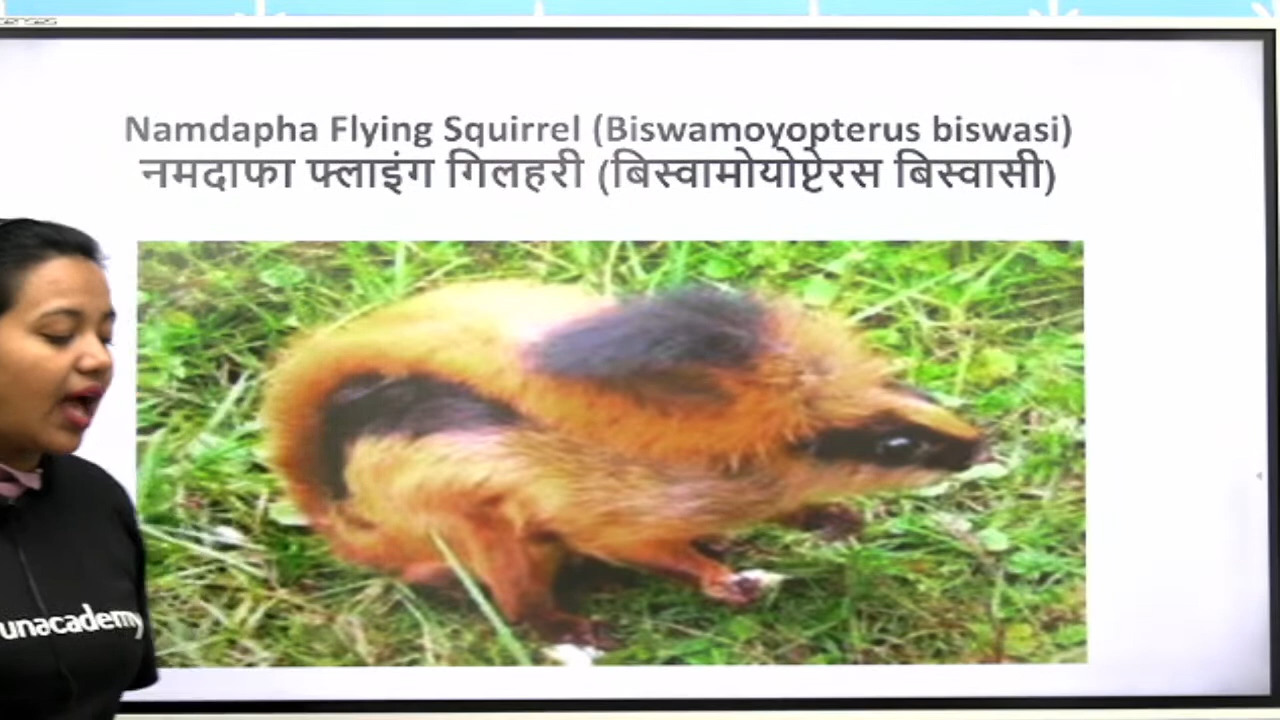 Namdapha Flying Squirrel (Biswamoyopterus biswasi)
नमदाफा फ्लाइंग गिलहरी (बिस्वामोयोप्टेरस बिस्वासी)
unacademy